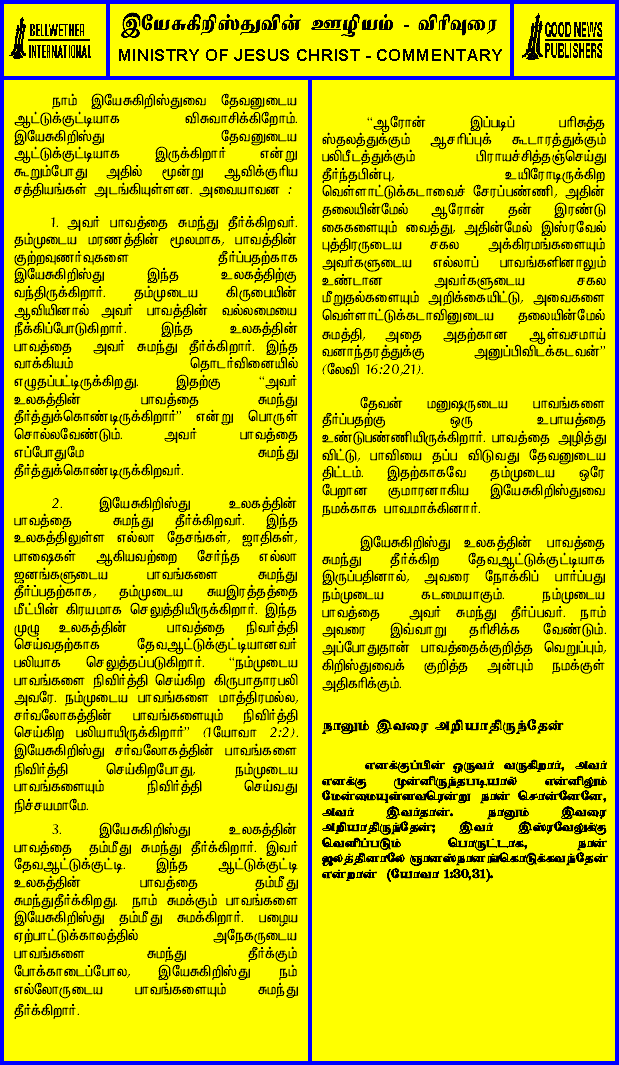 BELLWETHER
INTERNATIONAL
இயேசுகிறிஸ்துவின் ஊழியம் - விரிவுரை
MINISTRY OF JESUS CHRIST - COMMENTARY
GOOD NEWS
PUBLISHERS
நாம் இயேசுகிறிஸ்துவை தேவனுடைய
ஆட்டுக்குட்டியாக விசுவாசிக்கிறோம்.
இயேசுகிறிஸ்து தேவனுடைய
ஆட்டுக்குட்டியாக இருக்கிறார் என்று
கூறும்போது அதில் மூன்று ஆவிக்குரிய
சத்தியங்கள் அடங்கியுள்ளன. அவையாவன :
1. அவர் பாவத்தை சுமந்து தீர்க்கிறவர்.
தம்முடைய மரணத்தின் மூலமாக, பாவத்தின்
குற்றவுணர்வுகளை தீர்ப்பதற்காக
இயேசுகிறிஸ்து இந்த உலகத்திற்கு
வந்திருக்கிறார். தம்முடைய கிருபையின்
ஆவியினால் அவர் பாவத்தின் வல்லமையை
நீக்கிப்போடுகிறார். இந்த உலகத்தின்
பாவத்தை அவர் சுமந்து தீர்க்கிறார். இந்த
வாக்கியம் தொடர்வினையில்
எழுதப்பட்டிருக்கிறது. இதற்கு “அவர்
உலகத்தின் பாவத்தை சுமந்து
தீர்த்துக்கொண்டிருக்கிறார்” என்று பொருள்
சொல்லவேண்டும். அவர் பாவத்தை
எப்போதுமே சுமந்து
தீர்த்துக்கொண்டிருக்கிறவர்.
2. இயேசுகிறிஸ்து உலகத்தின்
பாவத்தை சுமந்து தீர்க்கிறவர். இந்த
உலகத்திலுள்ள எல்லா தேசங்கள், ஜாதிகள்,
பாஷைகள் ஆகியவற்றை சேர்ந்த எல்லா
ஜனங்களுடைய பாவங்களை சுமந்து
தீர்ப்பதற்காக, தம்முடைய சுயஇரத்தத்தை
மீட்பின் கிரயமாக செலுத்தியிருக்கிறார். இந்த
முழு உலகத்தின் பாவத்தை நிவர்த்தி
செய்வதற்காக தேவஆட்டுக்குட்டியானவர்
பலியாக செலுத்தப்படுகிறார். “நம்முடைய
பாவங்களை நிவிர்த்தி செய்கிற கிருபாதாரபலி
அவரே. நம்முடைய பாவங்களை மாத்திரமல்ல,
சர்வலோகத்தின் பாவங்களையும் நிவிர்த்தி
செய்கிற பலியாயிருக்கிறார்” (1யோவா 2:2).
இயேசுகிறிஸ்து சர்வலோகத்தின் பாவங்களை
நிவிர்த்தி செய்கிறபோது, நம்முடைய
பாவங்களையும் நிவிர்த்தி செய்வது
நிச்சயமாமே.
3. இயேசுகிறிஸ்து உலகத்தின்
பாவத்தை தம்மீது சுமந்து தீர்க்கிறார். இவர்
தேவஆட்டுக்குட்டி. இந்த ஆட்டுக்குட்டி
உலகத்தின் பாவத்தை தம்மீது
சுமந்துதீர்க்கிறது. நாம் சுமக்கும் பாவங்களை
இயேசுகிறிஸ்து தம்மீது சுமக்கிறார். பழைய
ஏற்பாட்டுக்காலத்தில் அநேகருடைய
பாவங்களை சுமந்து தீர்க்கும்
போக்காடைப்போல, இயேசுகிறிஸ்து நம்
எல்லோருடைய பாவங்களையும் சுமந்து
தீர்க்கிறார்.
“ஆரோன் இப்படிப் பரிசுத்த
ஸ்தலத்துக்கும் ஆசரிப்புக் கூடாரத்துக்கும்
பலிபீடத்துக்கும் பிராயச்சித்தஞ்செய்து
தீர்ந்தபின்பு, உயிரோடிருக்கிற
வெள்ளாட்டுக்கடாவைச் சேரப்பண்ணி, அதின்
தலையின்மேல் ஆரோன் தன் இரண்டு
கைகளையும் வைத்து, அதின்மேல் இஸ்ரவேல்
புத்திரருடைய சகல அக்கிரமங்களையும்
அவர்களுடைய எல்லாப் பாவங்களினாலும்
உண்டான அவர்களுடைய சகல
மீறுதல்களையும் அறிக்கையிட்டு, அவைகளை
வெள்ளாட்டுக்கடாவினுடைய தலையின்மேல்
சுமத்தி, அதை அதற்கான ஆள்வசமாய்
வனாந்தரத்துக்கு அனுப்பிவிடக்கடவன்”
(லேவி 16:20,21).
தேவன் மனுஷருடைய பாவங்களை
தீர்ப்பதற்கு ஒரு உபாயத்தை
உண்டுபண்ணியிருக்கிறார். பாவத்தை அழித்து
விட்டு, பாவியை தப்ப விடுவது தேவனுடைய
திட்டம். இதற்காகவே தம்முடைய ஒரே
பேறான குமாரனாகிய இயேசுகிறிஸ்துவை
நமக்காக பாவமாக்கினார்.
இயேசுகிறிஸ்து உலகத்தின் பாவத்தை
சுமந்து தீர்க்கிற தேவஆட்டுக்குட்டியாக
இருப்பதினால், அவரை நோக்கிப் பார்ப்பது
நம்முடைய கடமையாகும். நம்முடைய
பாவத்தை அவர் சுமந்து தீர்ப்பவர். நாம்
அவரை இவ்வாறு தரிசிக்க வேண்டும்.
அப்போதுதான் பாவத்தைக்குறித்த வெறுப்பும்,
கிறிஸ்துவைக் குறித்த அன்பும் நமக்குள்
அதிகரிக்கும்.
நானும் இவரை அறியாதிருந்தேன்
எனக்குப்பின் ஒருவர் வருகிறார், அவர்
எனக்கு முன்னிருந்தபடியால் என்னிலும்
மேன்மையுள்ளவரென்று நான் சொன்னேனே,
அவர் இவர்தான். நானும் இவரை
அறியாதிருந்தேன்; இவர் இஸ்ரவேலுக்கு
வெளிப்படும் பொருட்டாக, நான்
ஜலத்தினாலே ஞானஸ்நானங்கொடுக்கவந்தேன்
என்றான் (யோவா 1:30,31).